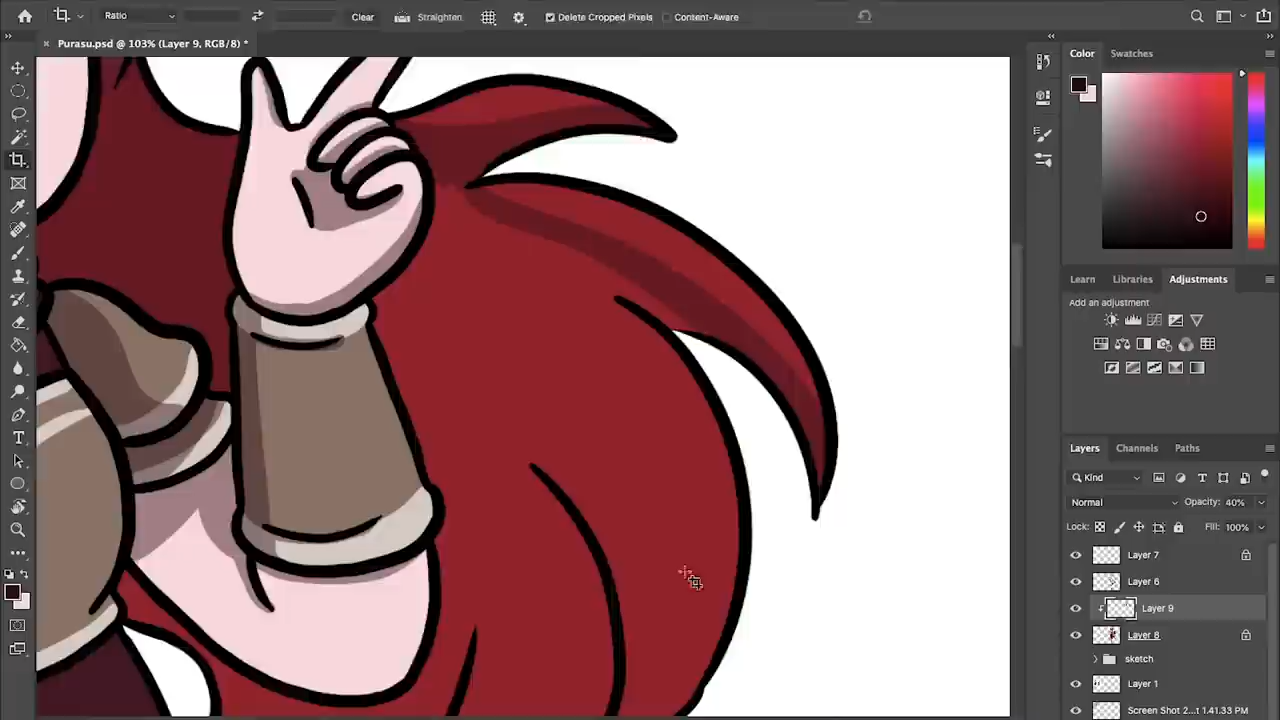 Ratio Clear Straighten Delete Cropped Pixels Content-Aware
× Purasu.psd @ 103% (Layer 9, RGB/8) *
Color Swatches
Learn Libraries Adjustments
Add an adjustment
Layers Channels Paths
Kind
Normal Opacity: 40%
Lock: Fill: 100%
Layer 7
Layer 6
Layer 9
Layer 8
sketch
Layer 1
Screen Shot 2...t 1.41.33 PM